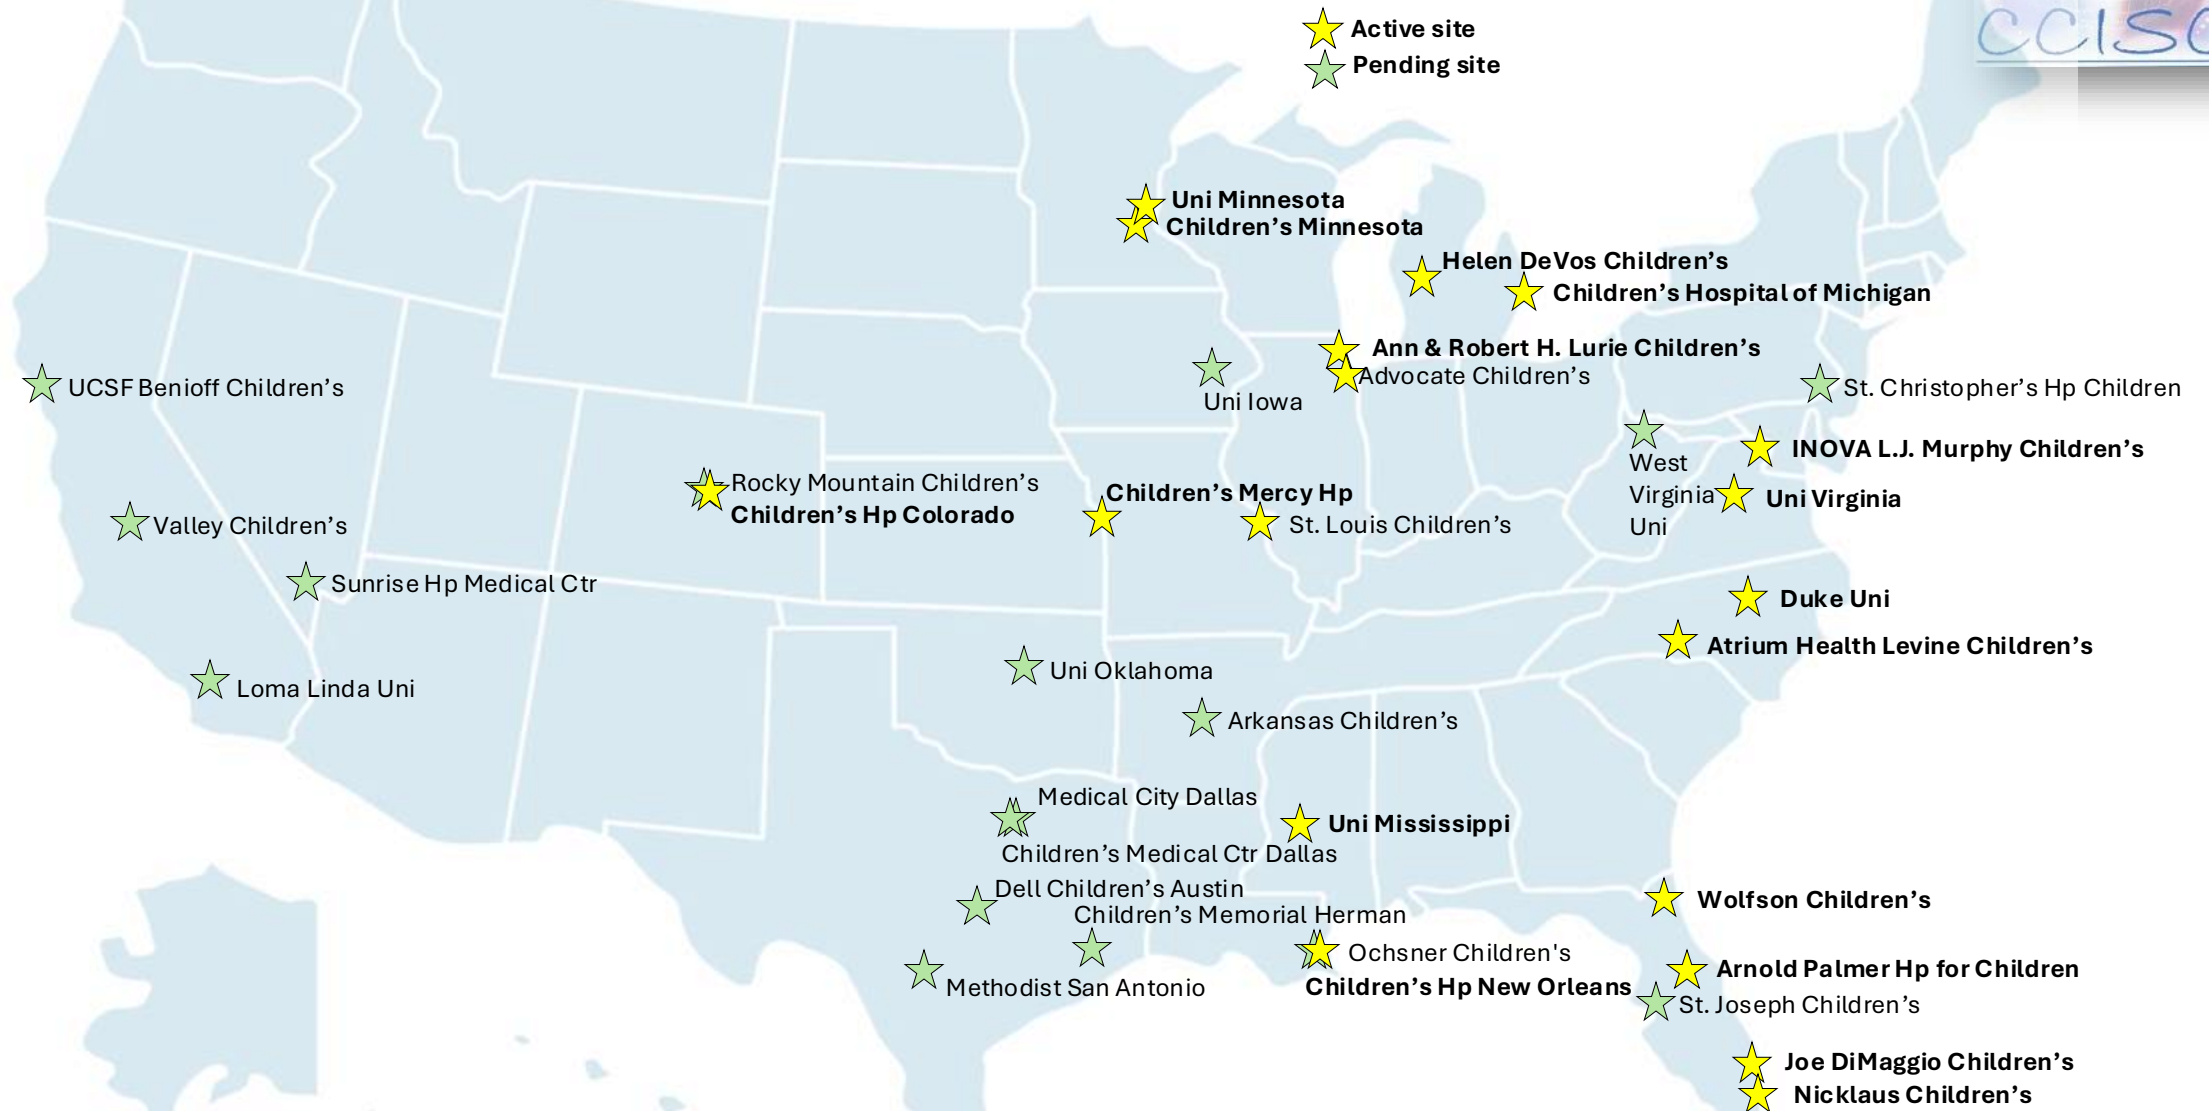 Active site
Pending site
CCISC
Uni Minnesota
Children’s Minnesota
Helen DeVos Children’s
Children’s Hospital of Michigan
Ann & Robert H. Lurie Children’s
Advocate Children’s
Uni Iowa
UCSF Benioff Children’s
St. Christopher’s Hp Children
West
Virginia
Uni
INOVA L.J. Murphy Children’s
Uni Virginia
Rocky Mountain Children’s
Children’s Hp Colorado
Children’s Mercy Hp
St. Louis Children’s
Valley Children’s
Sunrise Hp Medical Ctr
Duke Uni
Atrium Health Levine Children’s
Loma Linda Uni
Uni Oklahoma
Arkansas Children’s
Medical City Dallas
Children’s Medical Ctr Dallas
Uni Mississippi
Dell Children’s Austin
Children’s Memorial Herman
Wolfson Children’s
Ochsner Children's
Children’s Hp New Orleans
Methodist San Antonio
Arnold Palmer Hp for Children
St. Joseph Children’s
Joe DiMaggio Children’s
Nicklaus Children’s